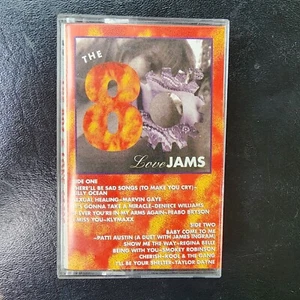 THE
80
Love JAMS
SIDE ONE
THERE'LL BE SAD SONGS (TO MAKE YOU CRY)-
BILLY OCEAN
SEXUAL HEALING-MARVIN GAYE
IT'S GONNA TAKE A MIRACLE-DENIECE WILLIAMS
IF EVER YOU'RE IN MY ARMS AGAIN-PEABO BRYSON
I MISS YOU-KLYMAXX
SIDE TWO
BABY COME TO ME
-PATTI AUSTIN (A DUET WITH JAMES INGRAM)
SHOW ME THE WAY-REGINA BELLE
BEING WITH YOU-SMOKEY ROBINSON
CHERISH-KOOL & THE GANG
I'LL BE YOUR SHELTER-TAYLOR DAYNE